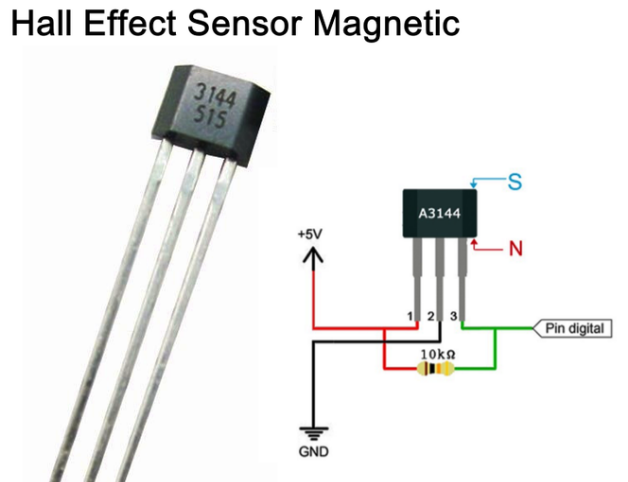 Hall Effect Sensor Magnetic
3144
515
S
A3144
+5V
N
1 2 3
Pin digital
10kΩ
GND